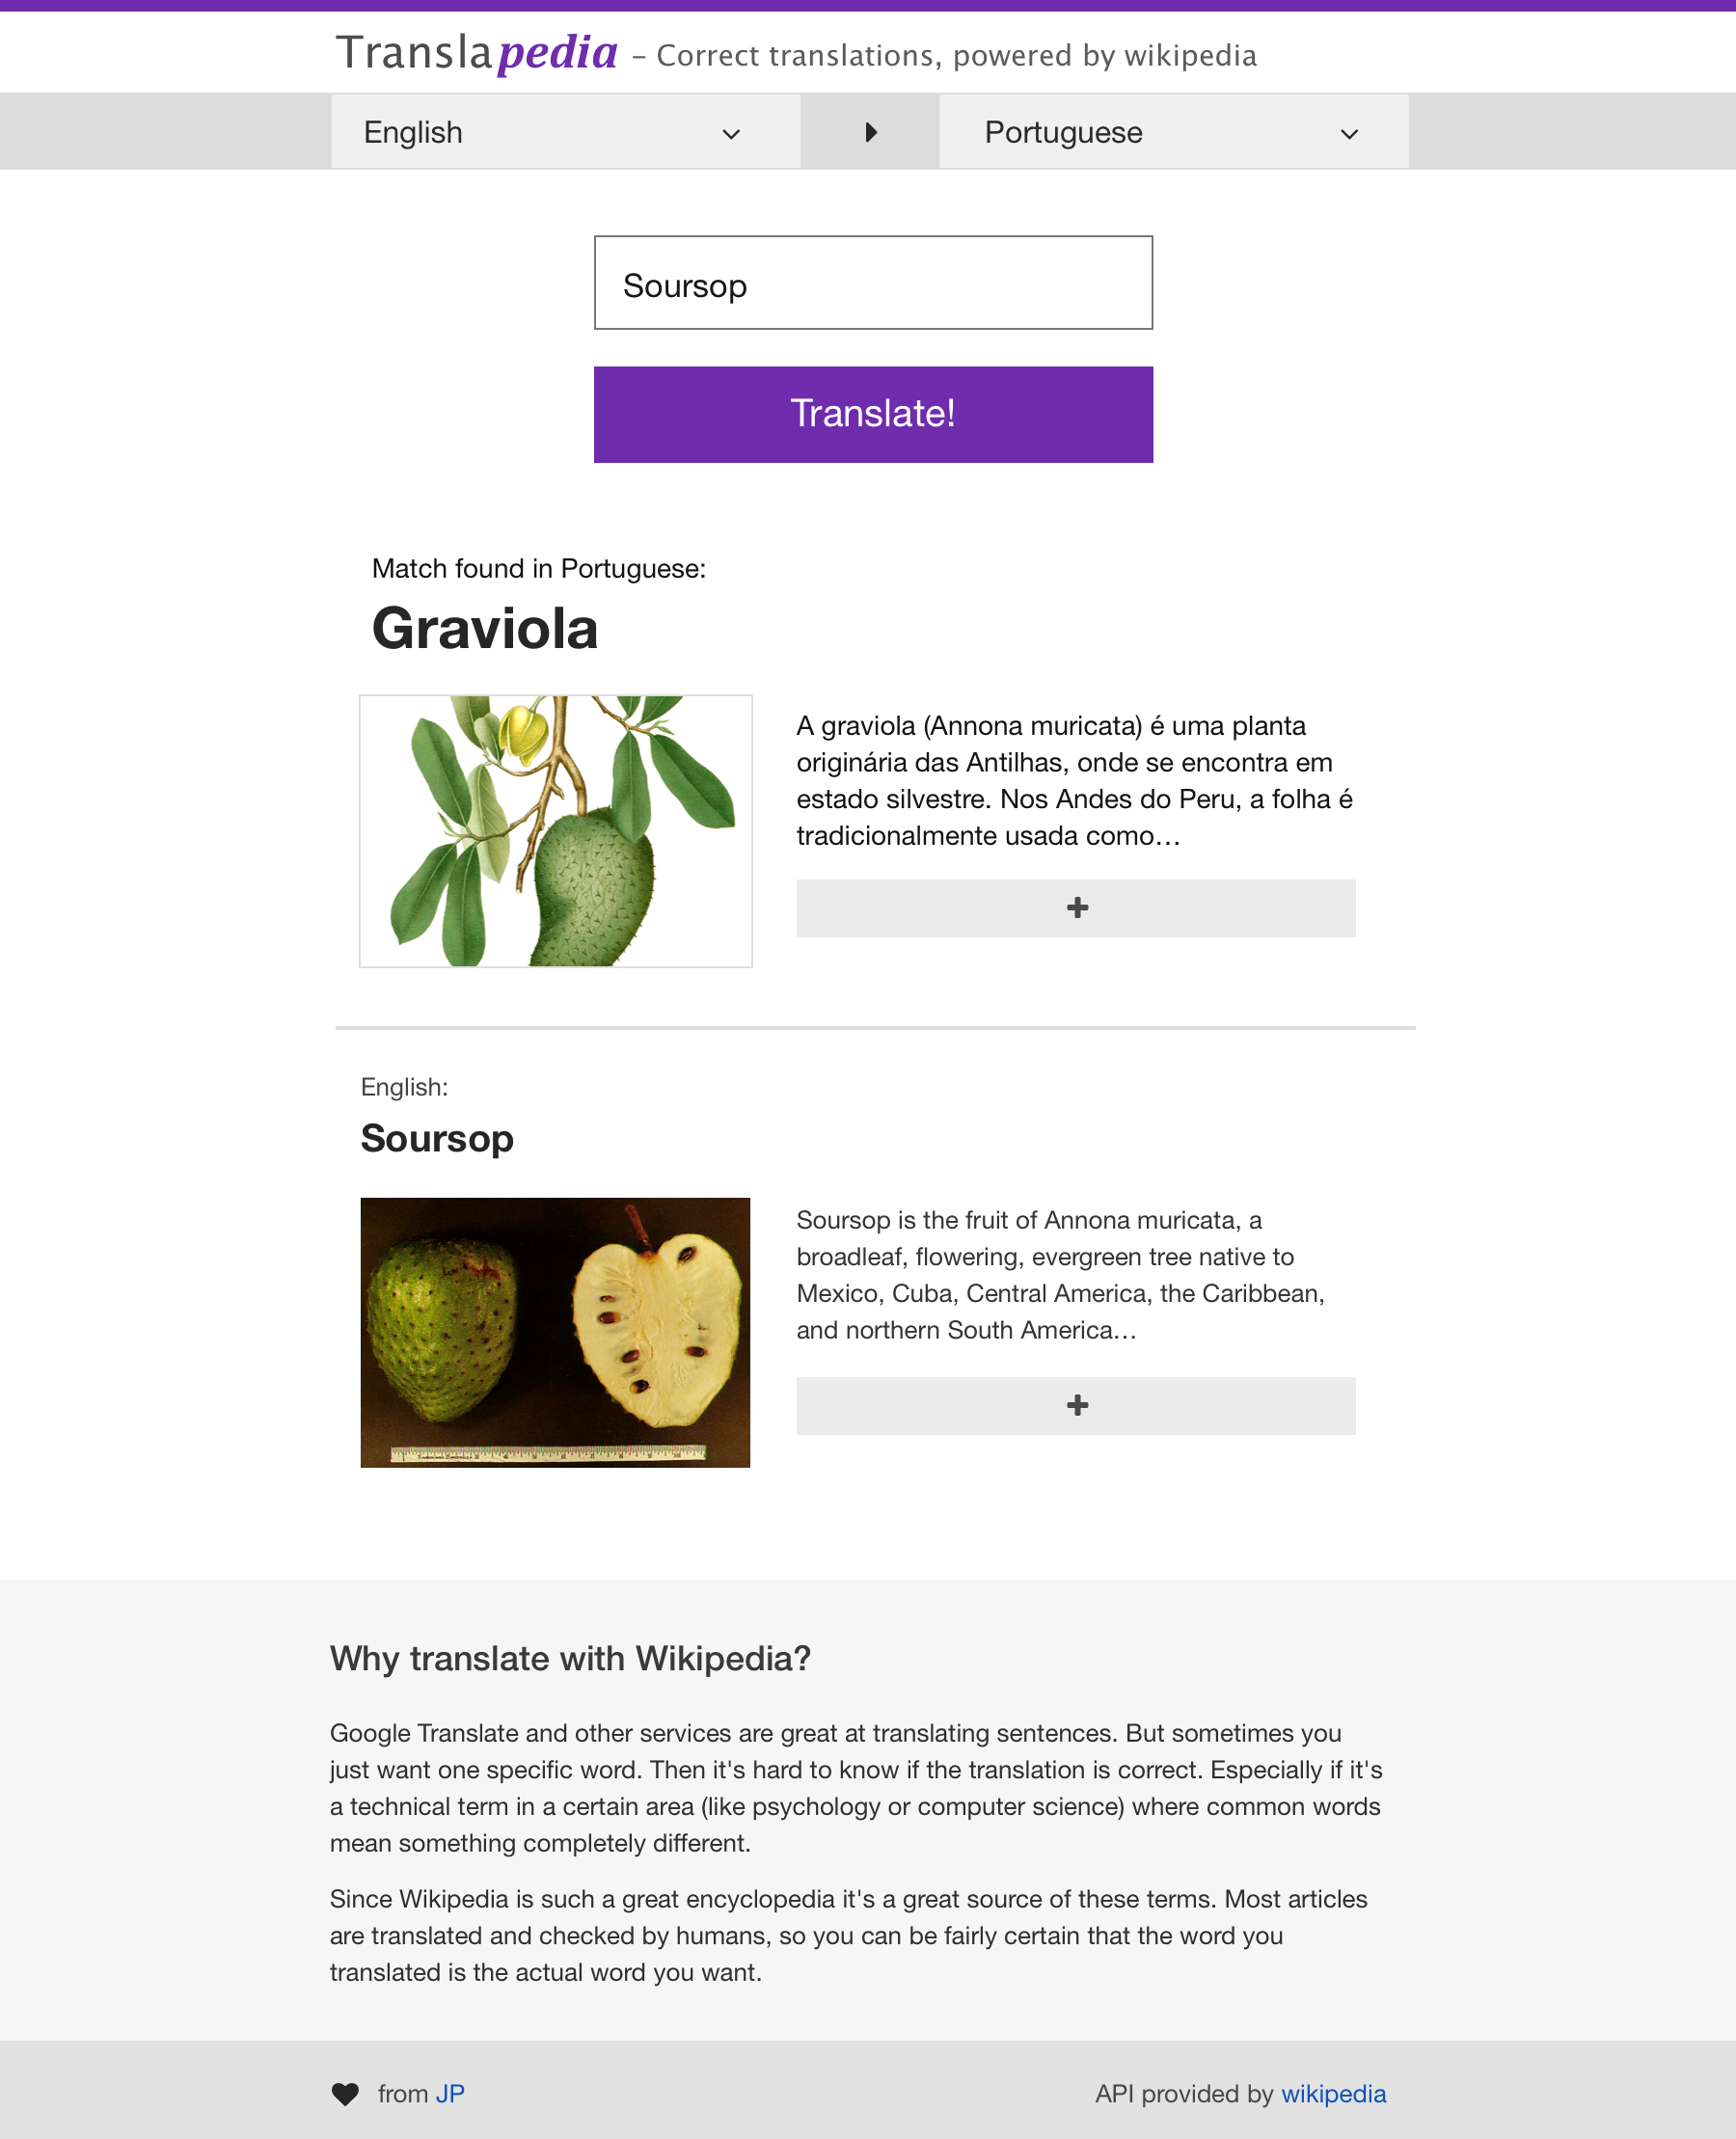 Translapedia – Correct translations, powered by wikipedia
English
Portuguese
Soursop
Translate!
Match found in Portuguese:
Graviola
A graviola (Annona muricata) é uma planta
originária das Antilhas, onde se encontra em
estado silvestre. Nos Andes do Peru, a folha é
tradicionalmente usada como…
English:
Soursop
Soursop is the fruit of Annona muricata, a
broadleaf, flowering, evergreen tree native to
Mexico, Cuba, Central America, the Caribbean,
and northern South America…
Why translate with Wikipedia?
Google Translate and other services are great at translating sentences. But sometimes you
just want one specific word. Then it's hard to know if the translation is correct. Especially if it's
a technical term in a certain area (like psychology or computer science) where common words
mean something completely different.
Since Wikipedia is such a great encyclopedia it's a great source of these terms. Most articles
are translated and checked by humans, so you can be fairly certain that the word you
translated is the actual word you want.
from JP
API provided by wikipedia